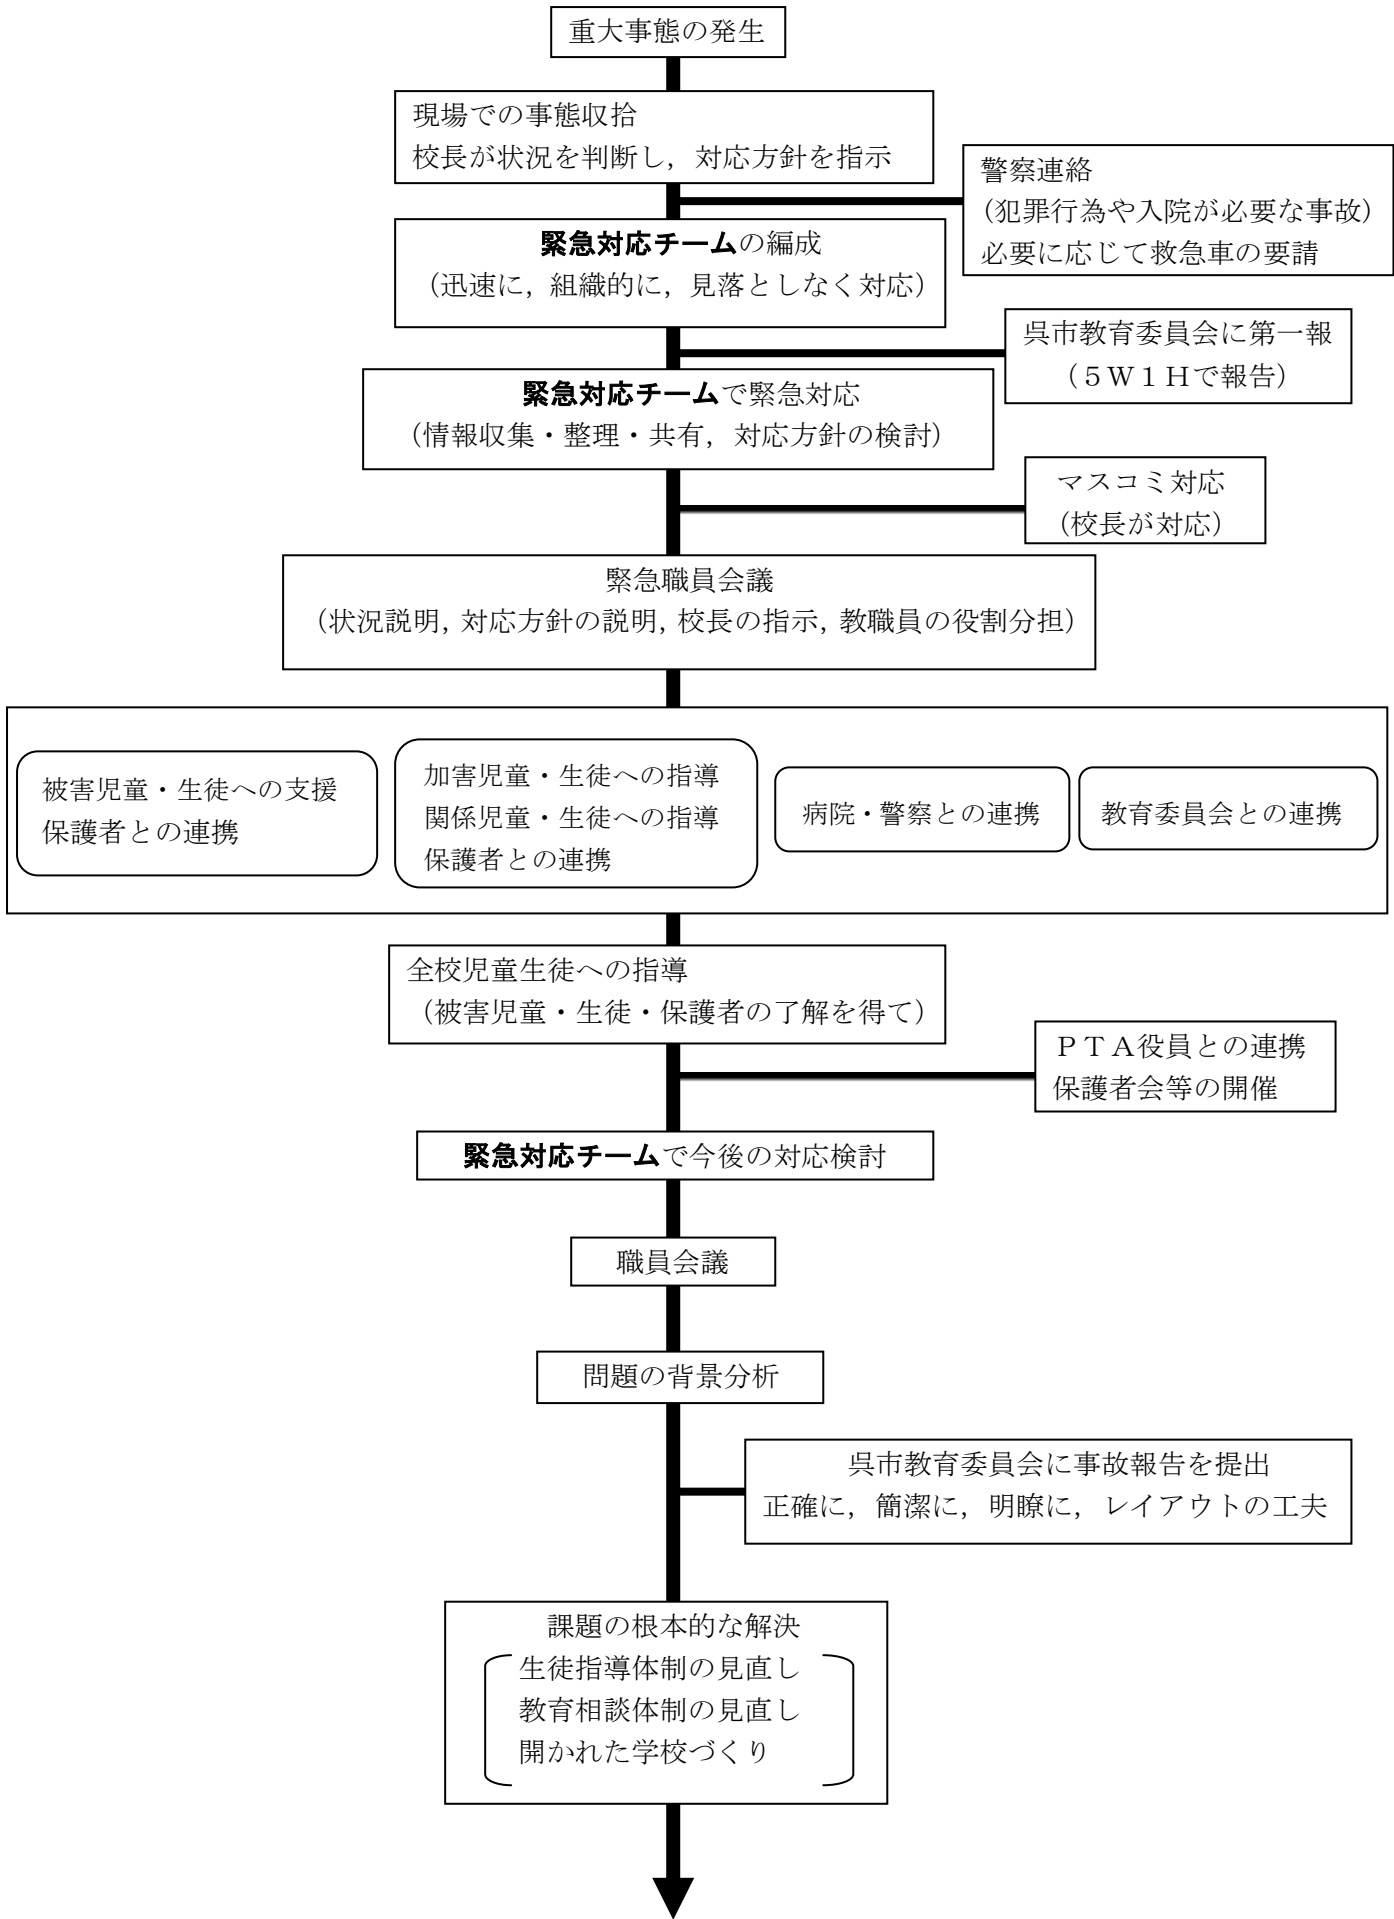 重大事態の発生
現場での事態収拾
校長が状況を判断し，対応方針を指示
警察連絡
（犯罪行為や入院が必要な事故）
必要に応じて救急車の要請
緊急対応チームの編成
（迅速に，組織的に，見落としなく対応）
呉市教育委員会に第一報
（５Ｗ１Ｈで報告）
緊急対応チームで緊急対応
（情報収集・整理・共有，対応方針の検討）
マスコミ対応
（校長が対応）
緊急職員会議
（状況説明，対応方針の説明，校長の指示，教職員の役割分担）
被害児童・生徒への支援
保護者との連携
加害児童・生徒への指導
関係児童・生徒への指導
保護者との連携
病院・警察との連携
教育委員会との連携
全校児童生徒への指導
（被害児童・生徒・保護者の了解を得て）
ＰＴＡ役員との連携
保護者会等の開催
緊急対応チームで今後の対応検討
職員会議
問題の背景分析
呉市教育委員会に事故報告を提出
正確に，簡潔に，明瞭に，レイアウトの工夫
課題の根本的な解決
生徒指導体制の見直し
教育相談体制の見直し
開かれた学校づくり